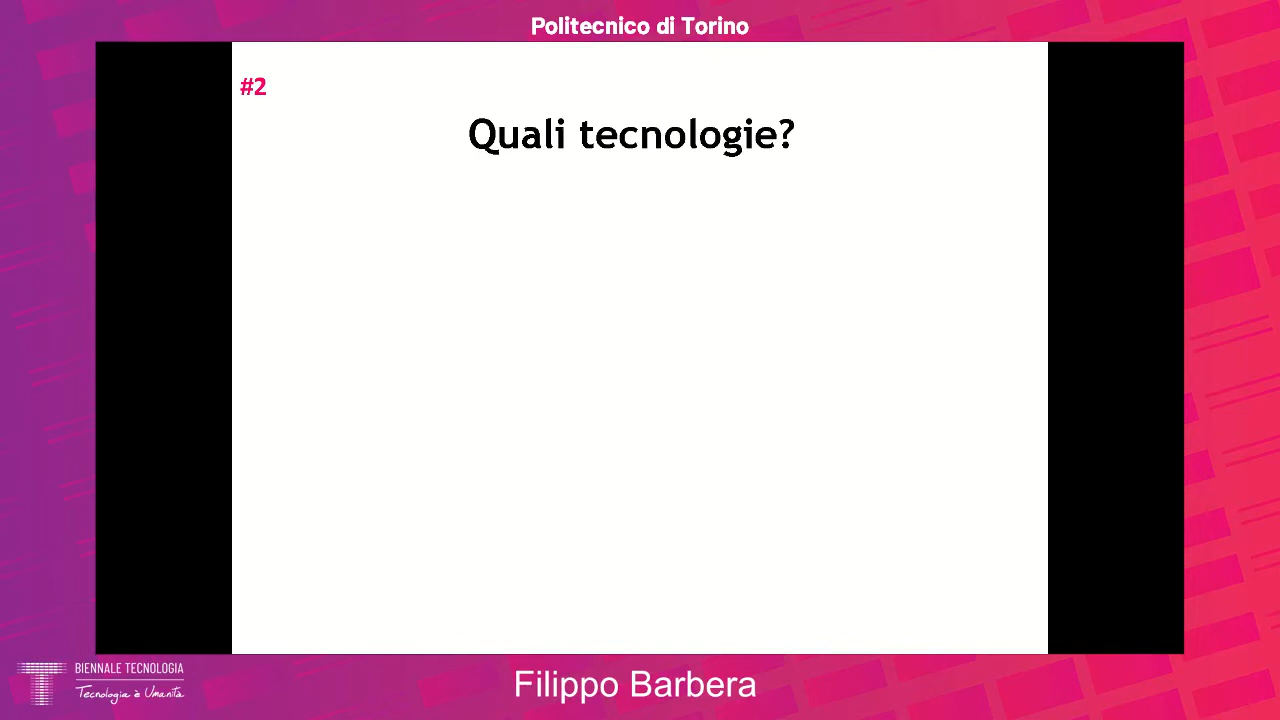 Politecnico di Torino
#2
Quali tecnologie?
BIENNALE TECNOLOGIA
Tecnologia è Umanità
Filippo Barbera